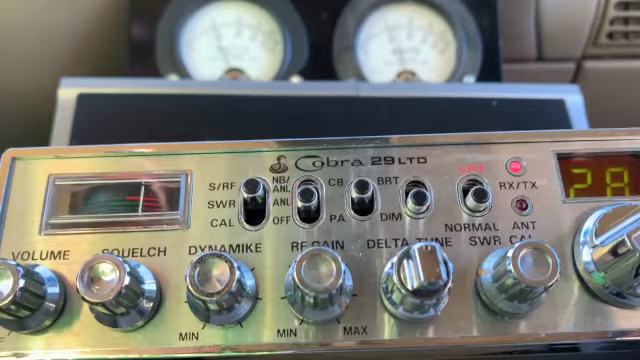 Cobra 29 LTD
S/RF
SWR
CAL
NB/
ANL
ANL
OFF
CB
PA
BRT
DIM
NORMAL
RX/TX
ANT
SWR CAL
VOLUME
SQUELCH
DYNAMIKE
RF GAIN
DELTA TUNE
MIN
MIN
MAX
28